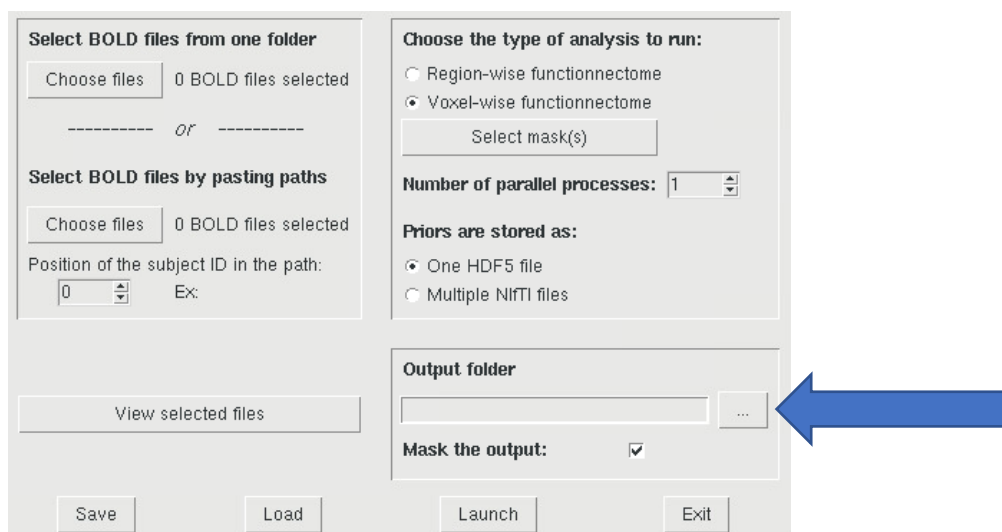 Select BOLD files from one folder
Choose files 0 BOLD files selected
---------- or ----------
Select BOLD files by pasting paths
Choose files 0 BOLD files selected
Position of the subject ID in the path:
0 Ex:
View selected files
Choose the type of analysis to run:
Region-wise functionnectome
Voxel-wise functionnectome
Select mask(s)
Number of parallel processes: 1
Priors are stored as:
One HDF5 file
Multiple NIfTI files
Output folder
...
Mask the output:
Save Load Launch Exit